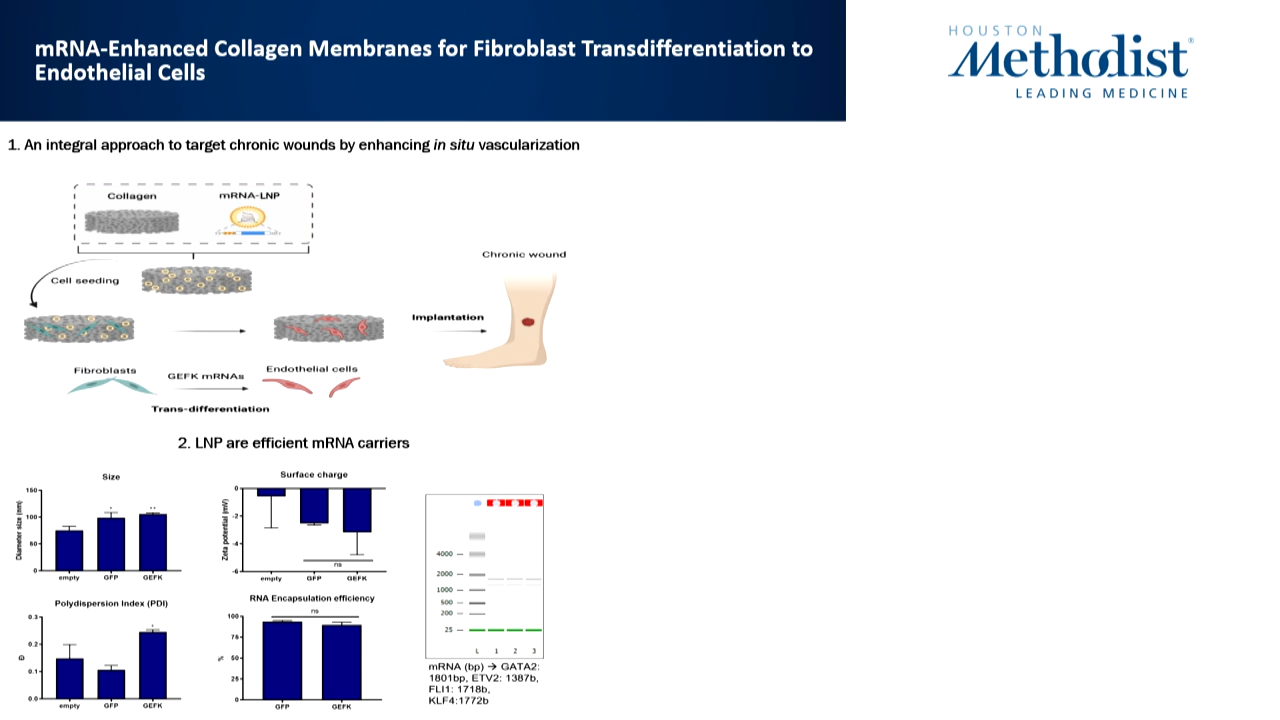 mRNA-Enhanced Collagen Membranes for Fibroblast Transdifferentiation to
Endothelial Cells
HOUSTON
Methodist®
LEADING MEDICINE
1. An integral approach to target chronic wounds by enhancing in situ vascularization
Collagen
mRNA-LNP
Chronic wound
Cell seeding
Implantation
Fibroblasts
GEFK mRNAs
Endothelial cells
Trans-differentiation
2. LNP are efficient mRNA carriers
Size
Diameter size (nm)
150
100
50
0
*
**
empty GFP GEFK
Surface charge
Zeta potential (mV)
0
-2
-4
-6
ns
empty GFP GEFK
Polydispersion Index (PDI)
0.3
0.2
0.1
0.0
*
empty GFP GEFK
RNA Encapsulation efficiency
%
100
75
50
25
0
ns
GFP GEFK
4000
2000
1000
500
200
25
L 1 2 3
mRNA (bp) → GATA2:
1801bp, ETV2: 1387b,
FLI1: 1718b,
KLF4:1772b